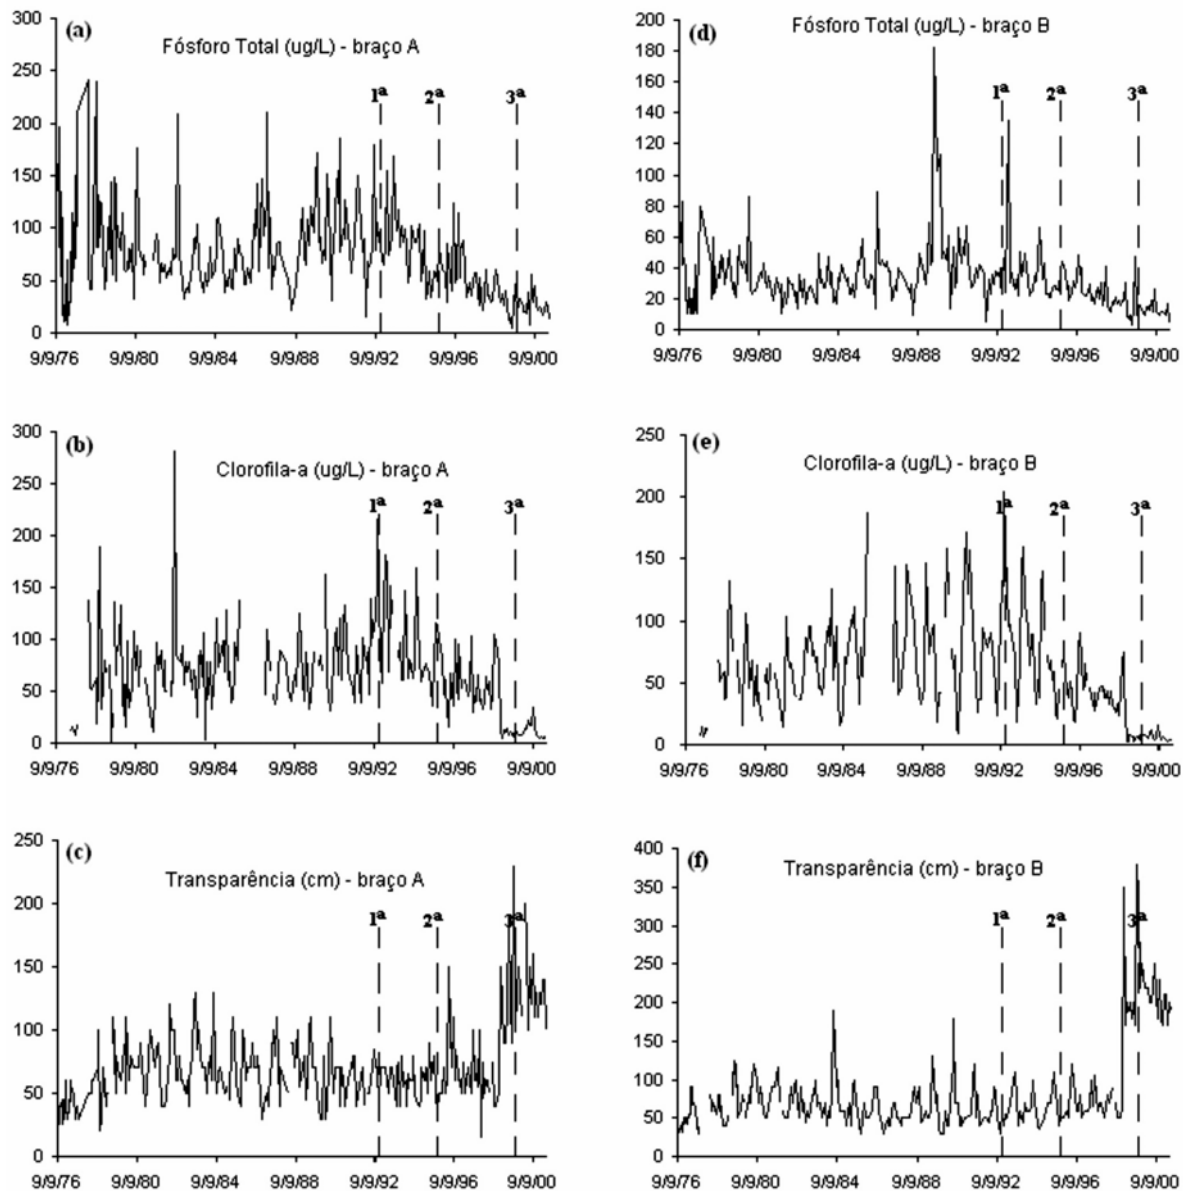 (a)
Fósforo Total (ug/L) - braço A
300
250
200
150
100
50
0
1ª 2ª 3ª
9/9/76 9/9/80 9/9/84 9/9/88 9/9/92 9/9/96 9/9/00
(d)
Fósforo Total (ug/L) - braço B
200
180
160
140
120
100
80
60
40
20
0
1ª 2ª 3ª
9/9/76 9/9/80 9/9/84 9/9/88 9/9/92 9/9/96 9/9/00
(b)
Clorofila-a (ug/L) - braço A
300
250
200
150
100
50
0
1ª 2ª 3ª
9/9/76 9/9/80 9/9/84 9/9/88 9/9/92 9/9/96 9/9/00
(e)
Clorofila-a (ug/L) - braço B
250
200
150
100
50
0
1ª 2ª 3ª
9/9/76 9/9/80 9/9/84 9/9/88 9/9/92 9/9/96 9/9/00
(c)
Transparência (cm) - braço A
250
200
150
100
50
0
1ª 2ª 3ª
9/9/76 9/9/80 9/9/84 9/9/88 9/9/92 9/9/96 9/9/00
(f)
Transparência (cm) - braço B
400
350
300
250
200
150
100
50
0
1ª 2ª 3ª
9/9/76 9/9/80 9/9/84 9/9/88 9/9/92 9/9/96 9/9/00